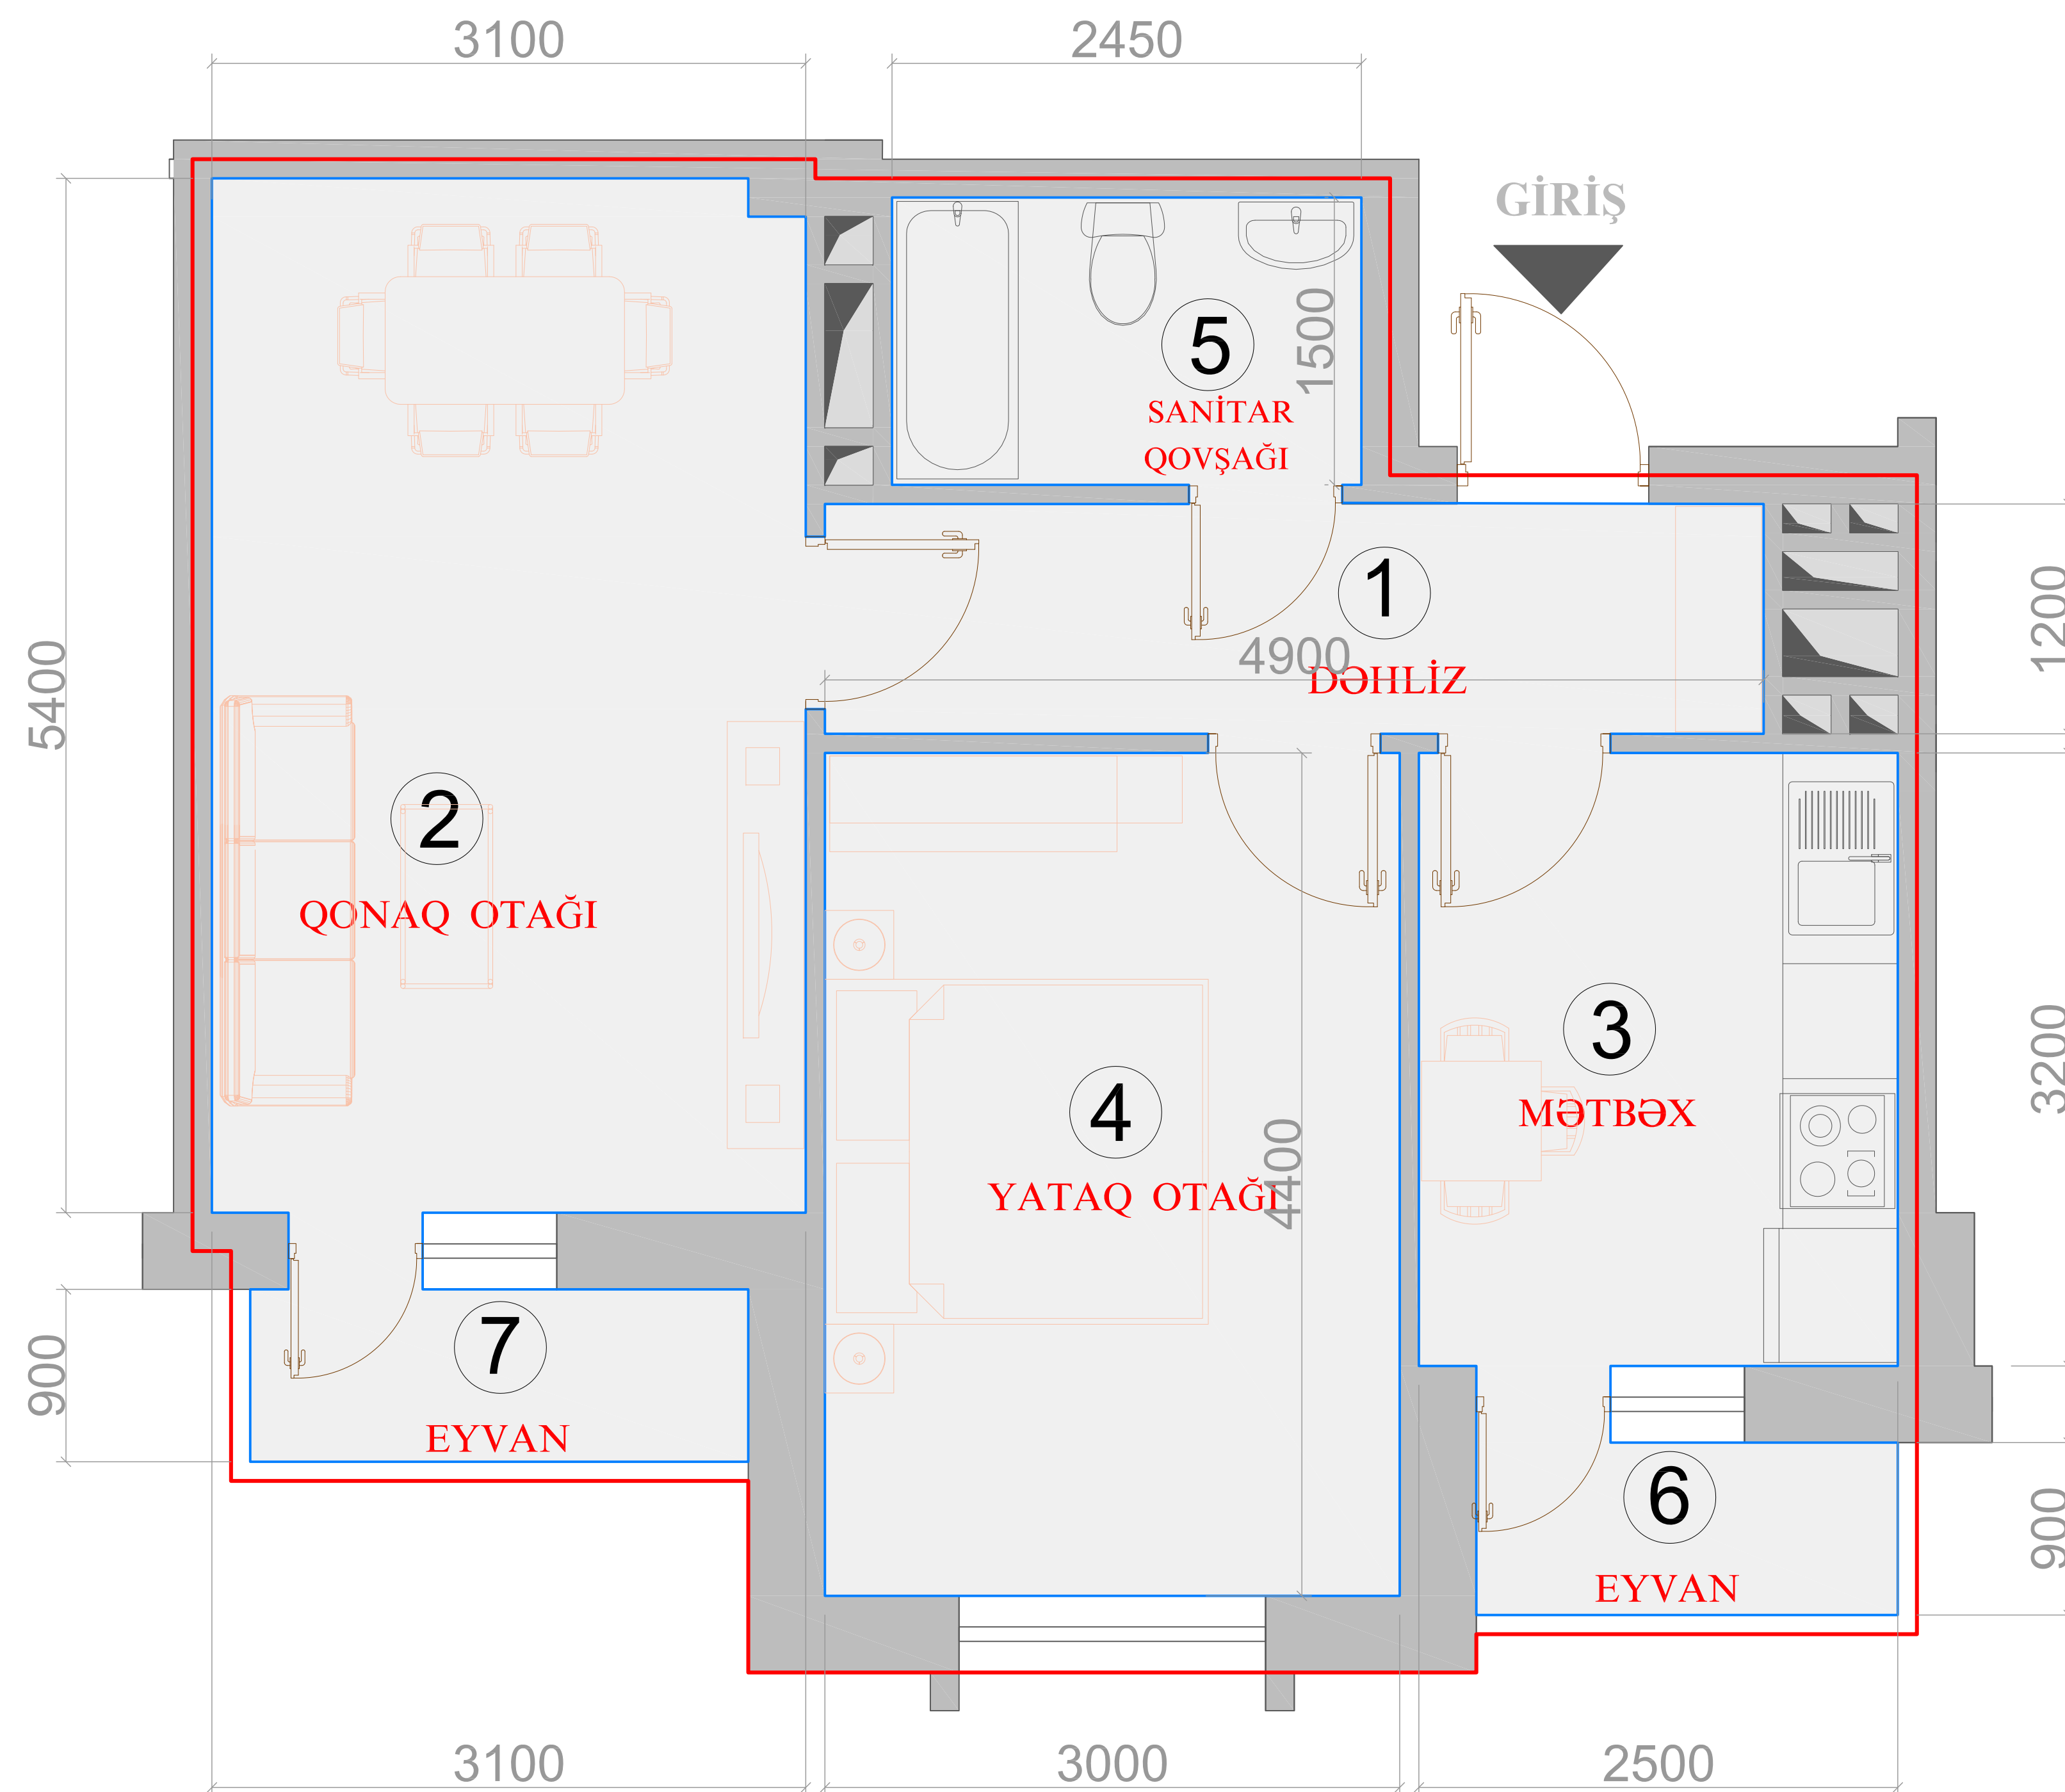 3100
2450
GİRİŞ
5
SANİTAR
QOVŞAĞI
1500
1
4900
DƏHLİZ
1200
5400
2
QONAQ OTAĞI
3
MƏTBƏX
3200
4
YATAQ OTAĞI
4400
7
EYVAN
900
6
EYVAN
900
3100
3000
2500